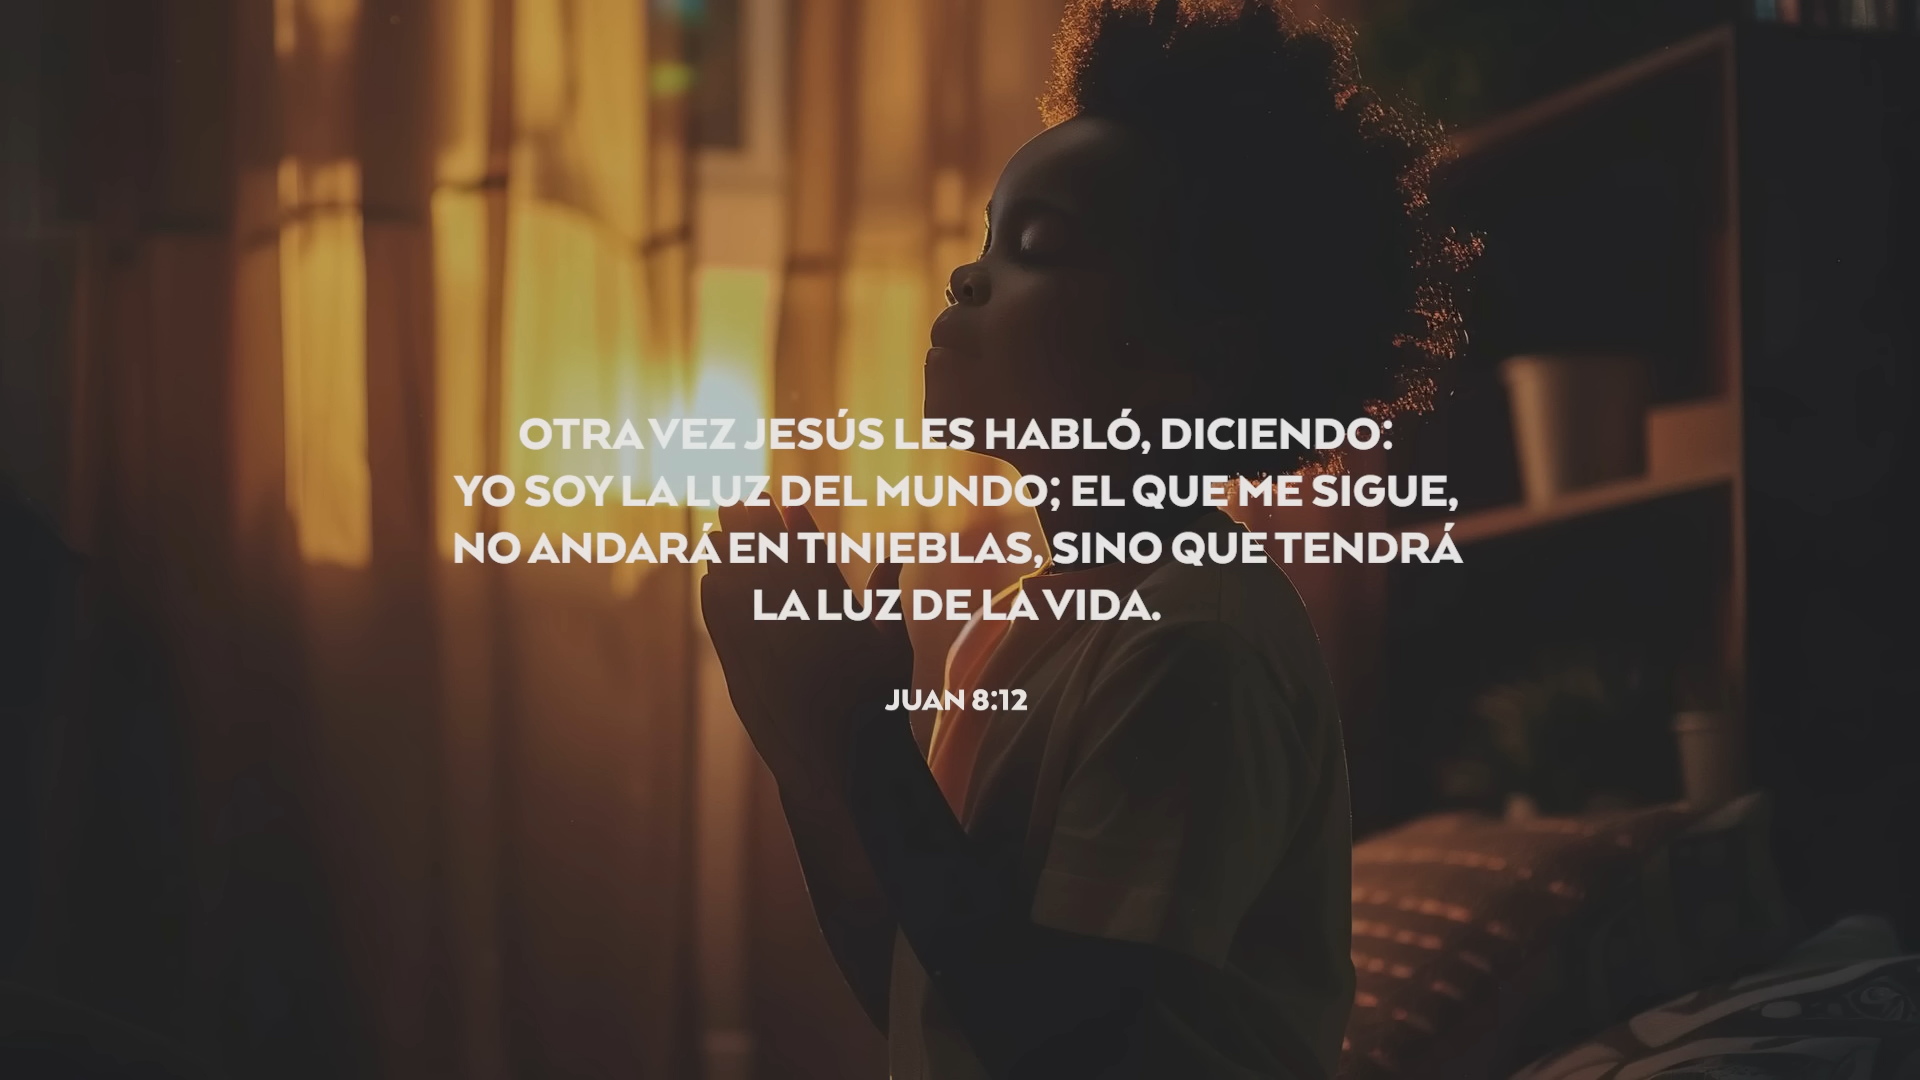 OTRA VEZ JESÚS LES HABLÓ, DICIENDO:
YO SOY LA LUZ DEL MUNDO; EL QUE ME SIGUE,
NO ANDARÁ EN TINIEBLAS, SINO QUE TENDRÁ
LA LUZ DE LA VIDA.
JUAN 8:12